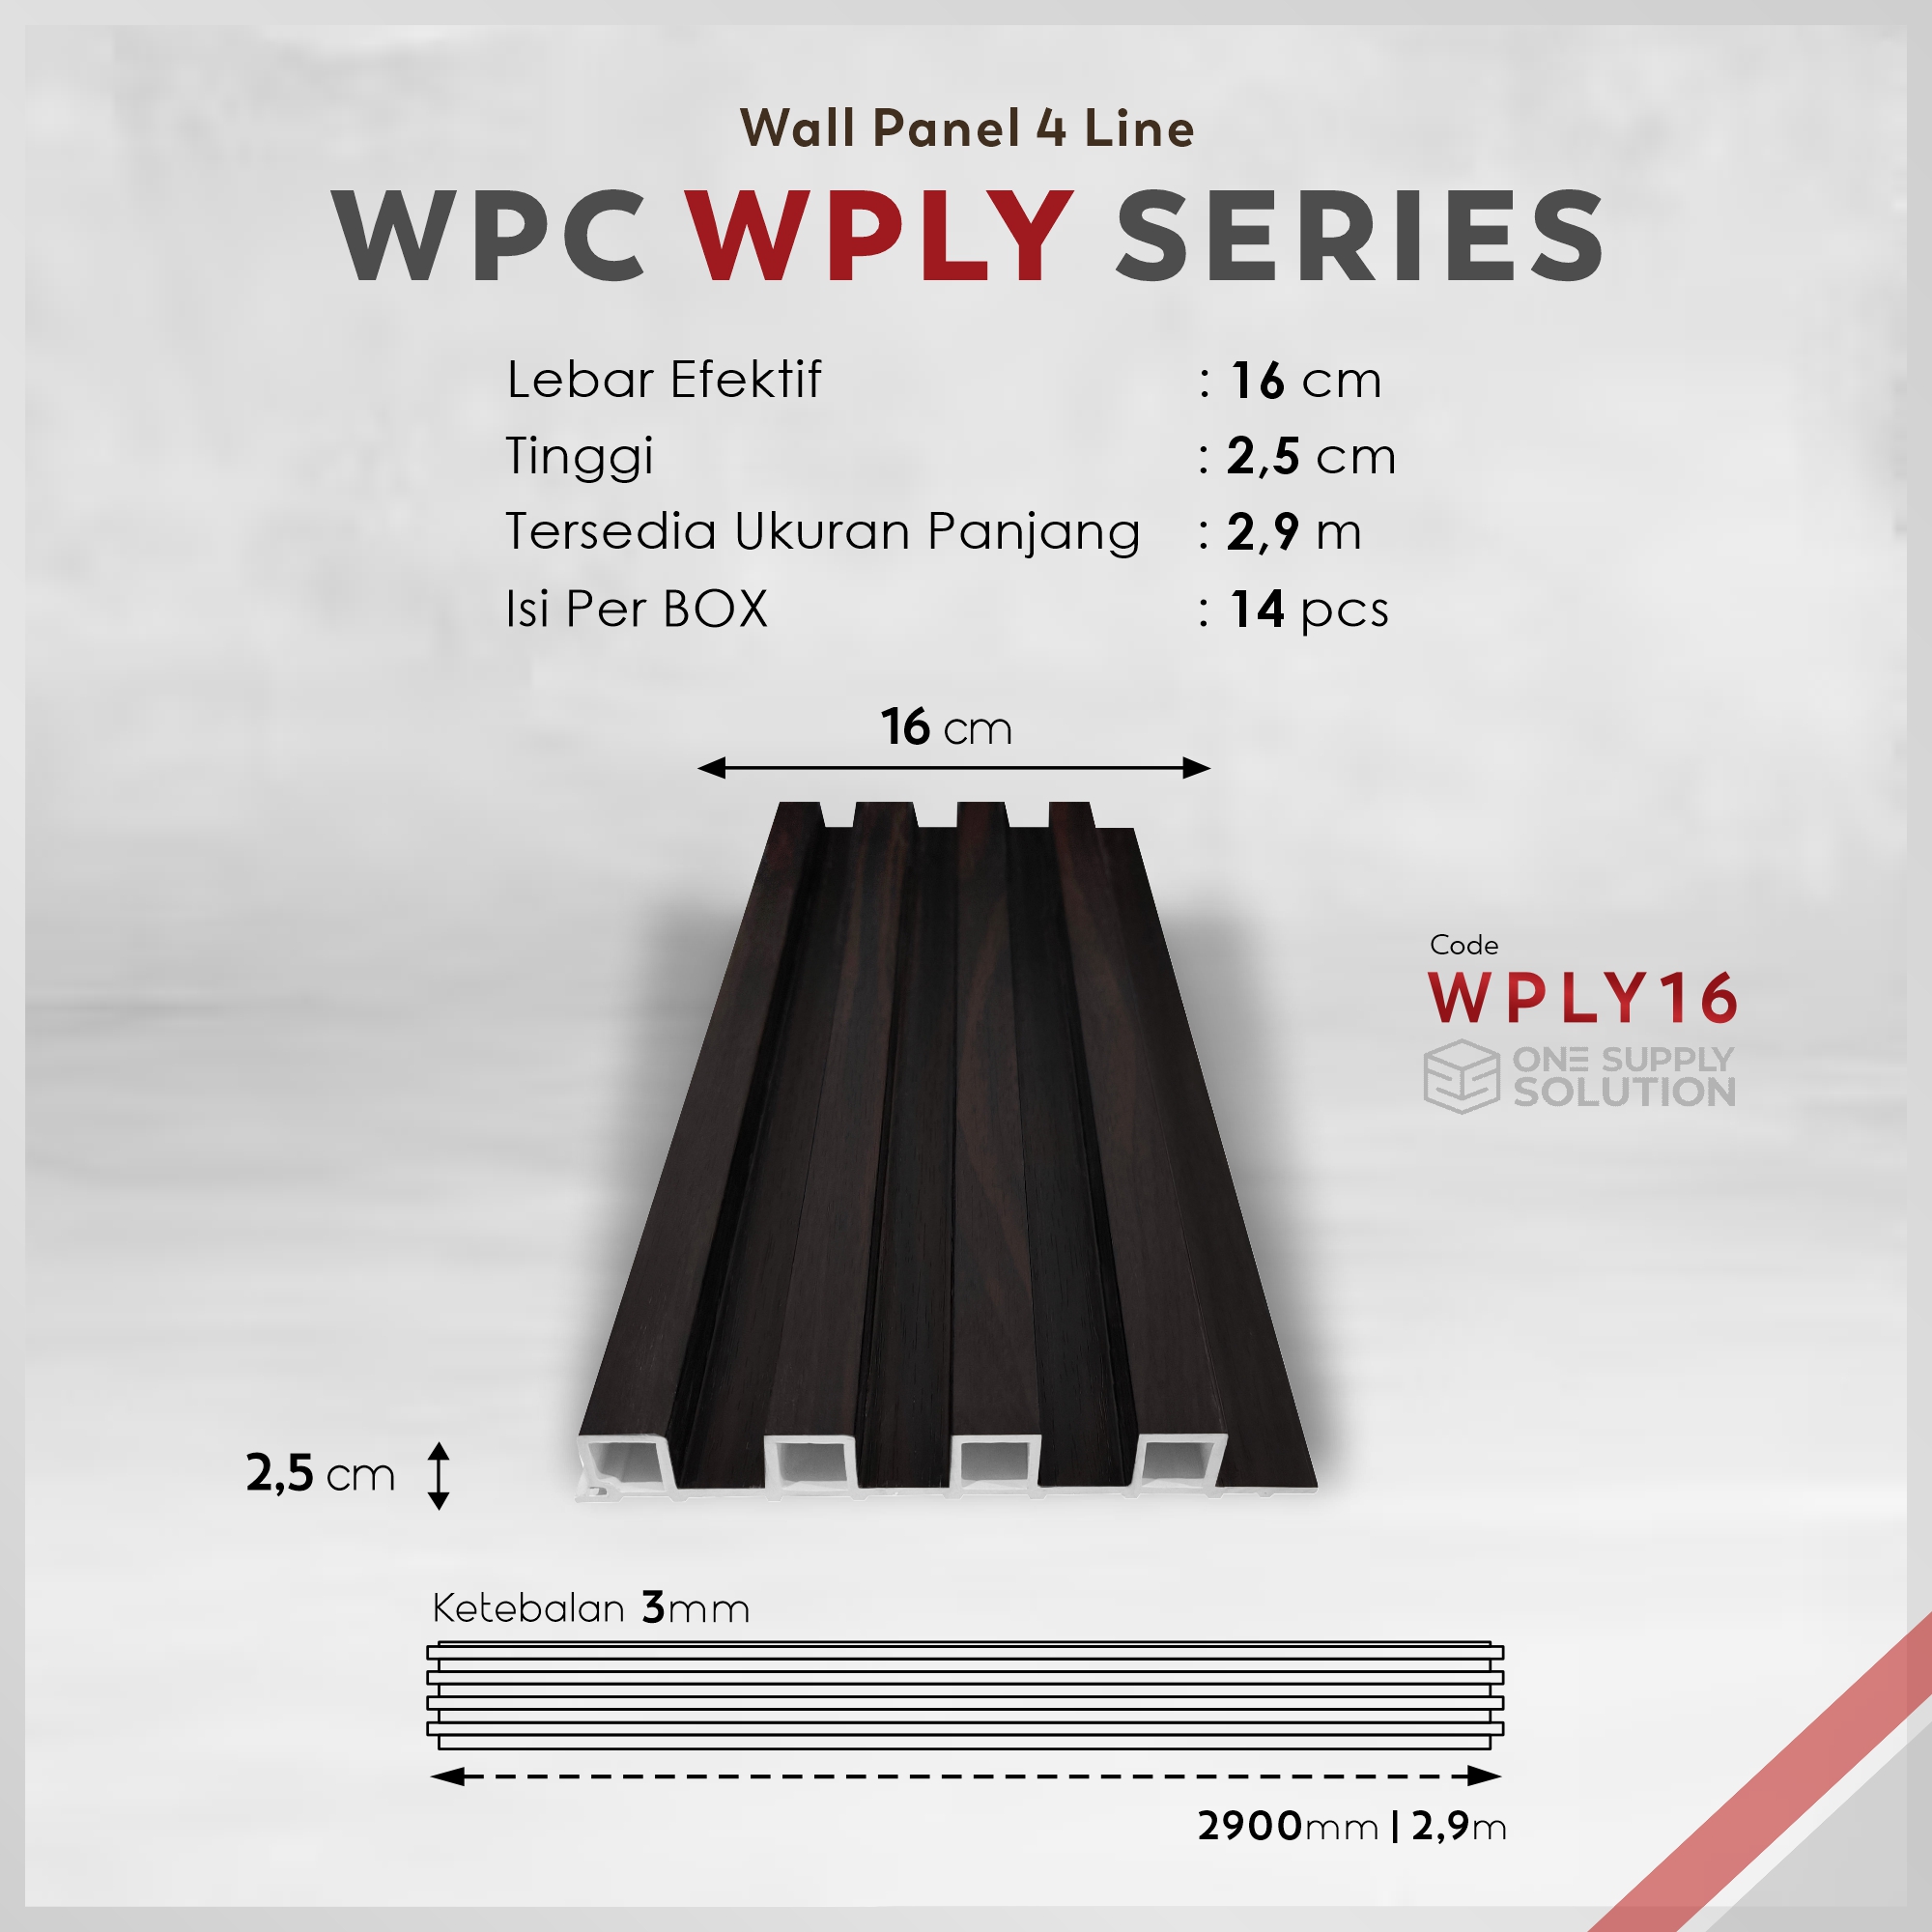 Wall Panel 4 Line
WPC WPLY SERIES
Lebar Efektif : 16 cm
Tinggi : 2,5 cm
Tersedia Ukuran Panjang : 2,9 m
Isi Per BOX : 14 pcs
16 cm
Code
WPLY16
ONE SUPPLY
SOLUTION
2,5 cm
Ketebalan 3mm
2900mm | 2,9m